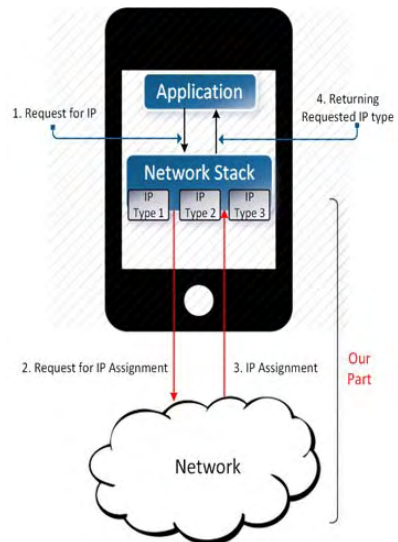 Application
1. Request for IP
4. Returning
Requested IP type
Network Stack
IP
Type 1
IP
Type 2
IP
Type 3
2. Request for IP Assignment
3. IP Assignment
Our
Part
Network